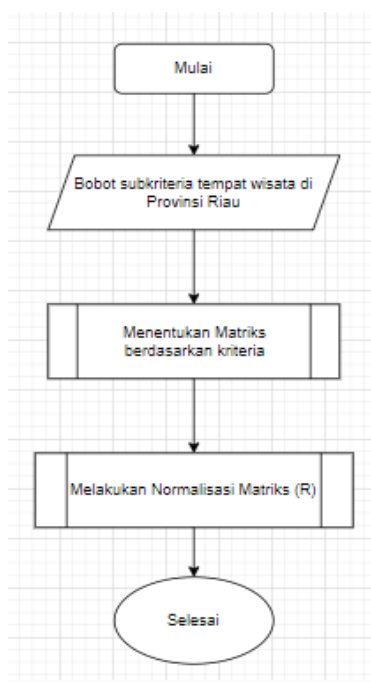 Mulai
Bobot subkriteria tempat wisata di
Provinsi Riau
Menentukan Matriks
berdasarkan kriteria
Melakukan Normalisasi Matriks (R)
Selesai